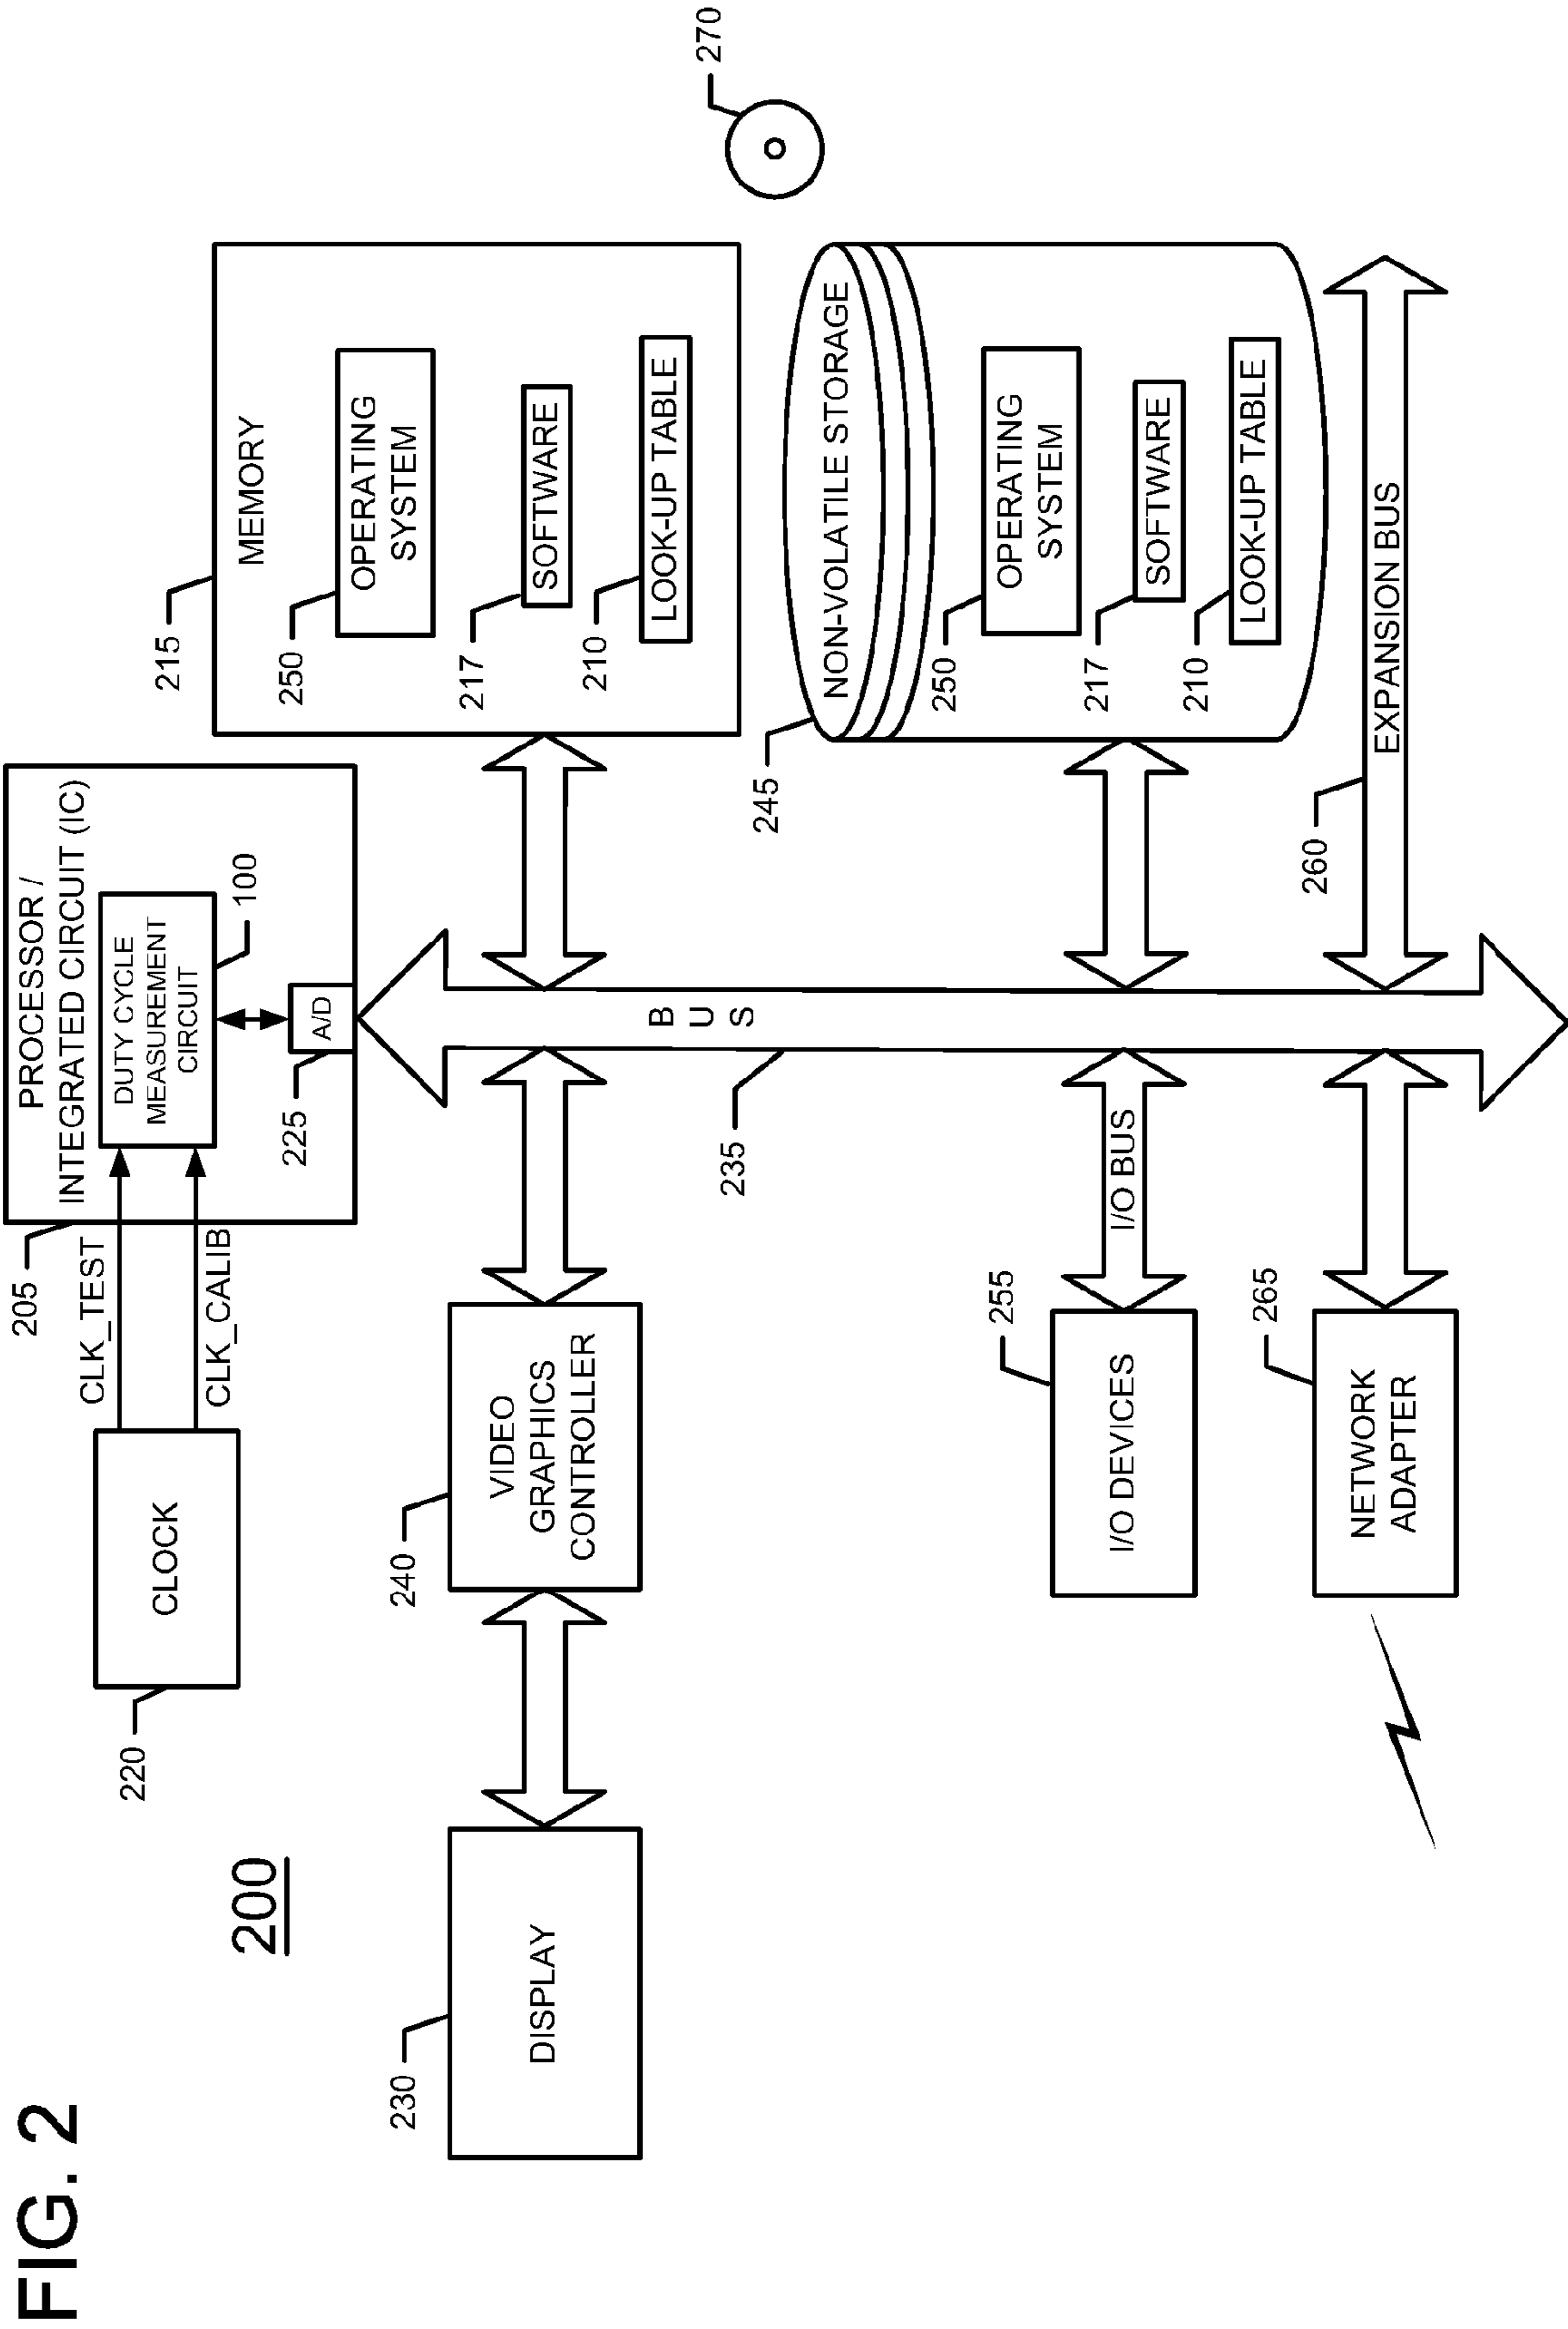 FIG. 2
200
220
CLOCK
CLK_TEST
CLK_CALIB
205
PROCESSOR /
INTEGRATED CIRCUIT (IC)
DUTY CYCLE
MEASUREMENT
CIRCUIT
100
225
A/D
215
MEMORY
250
OPERATING
SYSTEM
217
SOFTWARE
210
LOOK-UP TABLE
270
230
DISPLAY
240
VIDEO
GRAPHICS
CONTROLLER
B
U
S
235
245
NON-VOLATILE STORAGE
250
OPERATING
SYSTEM
217
SOFTWARE
210
LOOK-UP TABLE
255
I/O DEVICES
I/O BUS
265
NETWORK
ADAPTER
260
EXPANSION BUS